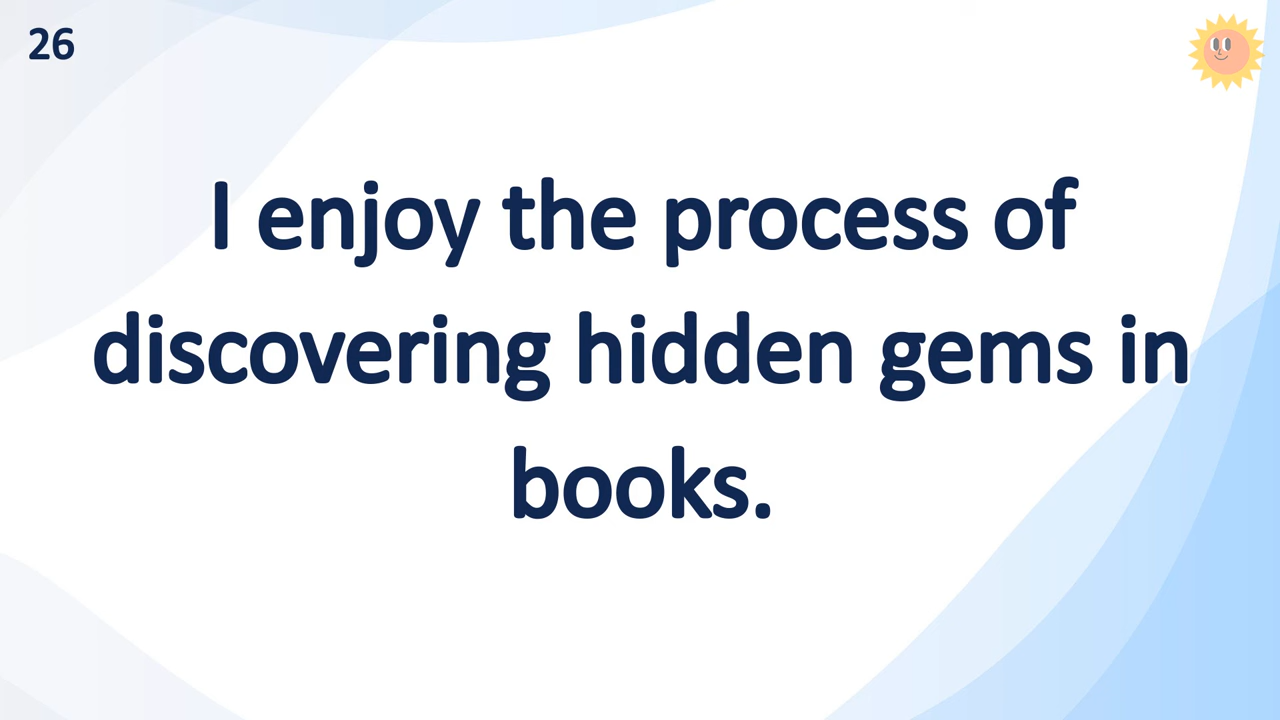 26
I enjoy the process of
discovering hidden gems in
books.